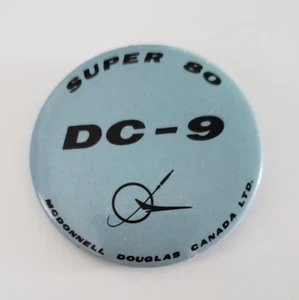 SUPER 80
DC-9
MCDONNELL DOUGLAS CANADA LTD.